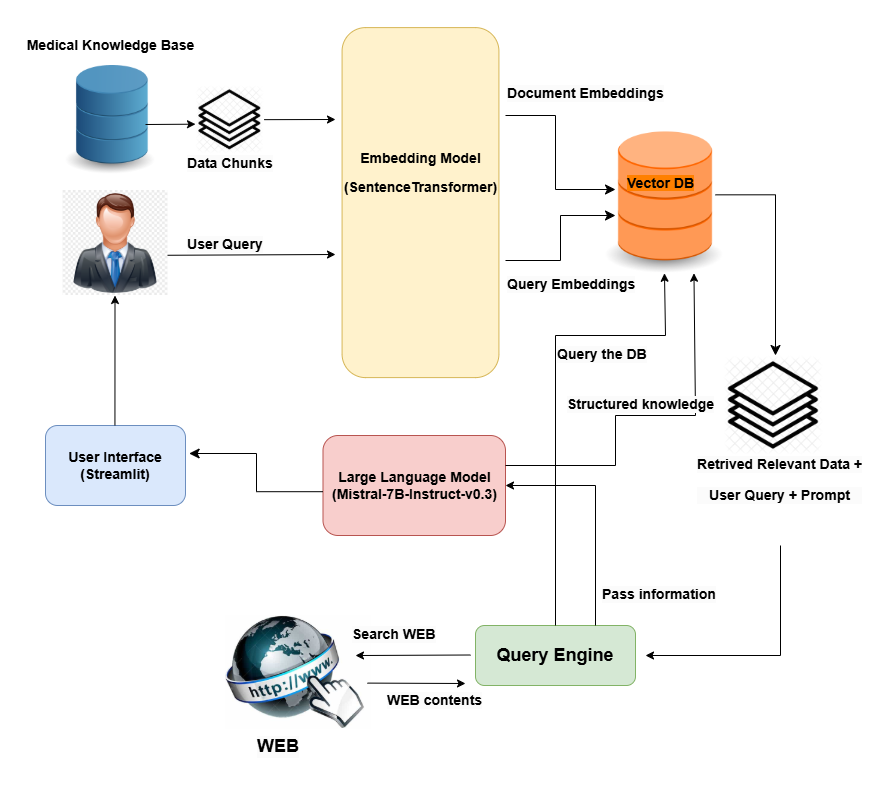 Medical Knowledge Base
Data Chunks
User Query
Embedding Model
(SentenceTransformer)
Document Embeddings
Vector DB
Query Embeddings
Query the DB
Structured knowledge
Retrived Relevant Data +
User Query + Prompt
User Interface
(Streamlit)
Large Language Model
(Mistral-7B-Instruct-v0.3)
Pass information
Search WEB
Query Engine
http://www.
WEB contents
WEB